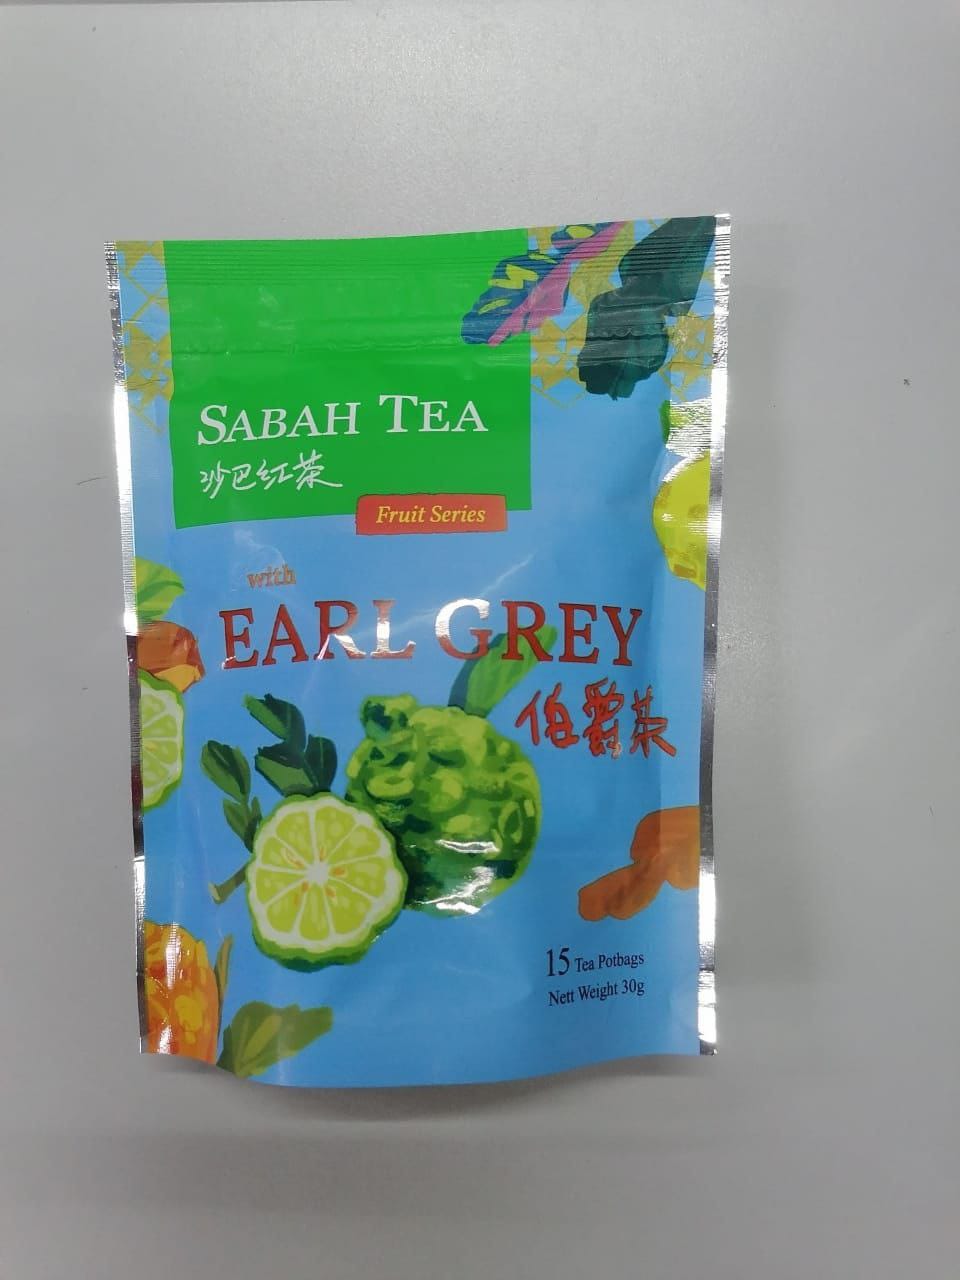 SABAH TEA
沙巴红茶
Fruit Series
with
EARL GREY
伯爵茶
15 Tea Potbags
Nett Weight 30g